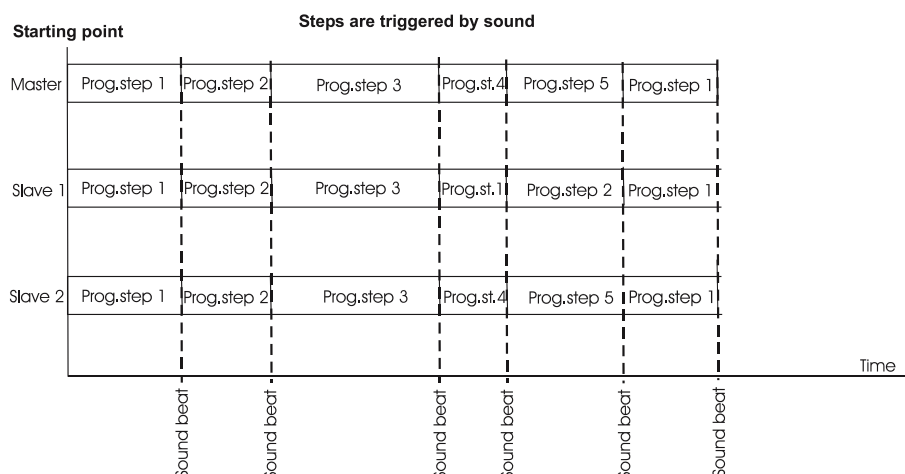 Steps are triggered by sound
Starting point
Master Prog.step 1 Prog.step 2 Prog.step 3 Prog.st.4 Prog.step 5 Prog.step 1
Slave 1 Prog.step 1 Prog.step 2 Prog.step 3 Prog.st.1 Prog.step 2 Prog.step 1
Slave 2 Prog.step 1 Prog.step 2 Prog.step 3 Prog.st.4 Prog.step 5 Prog.step 1
Time
Sound beat
Sound beat
Sound beat
Sound beat
Sound beat
Sound beat